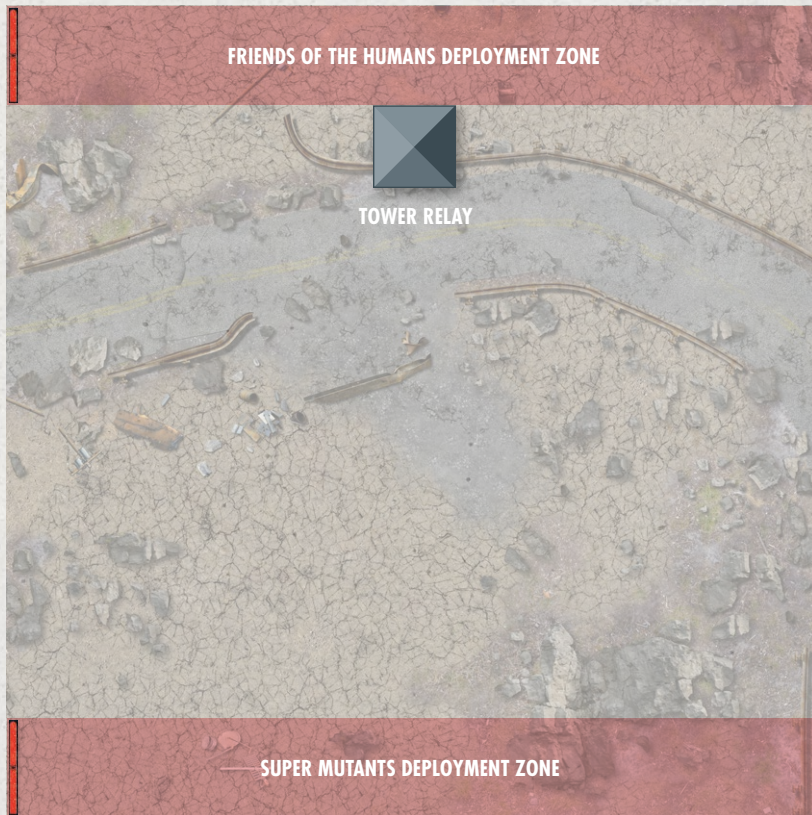 FRIENDS OF THE HUMANS DEPLOYMENT ZONE
TOWER RELAY
SUPER MUTANTS DEPLOYMENT ZONE